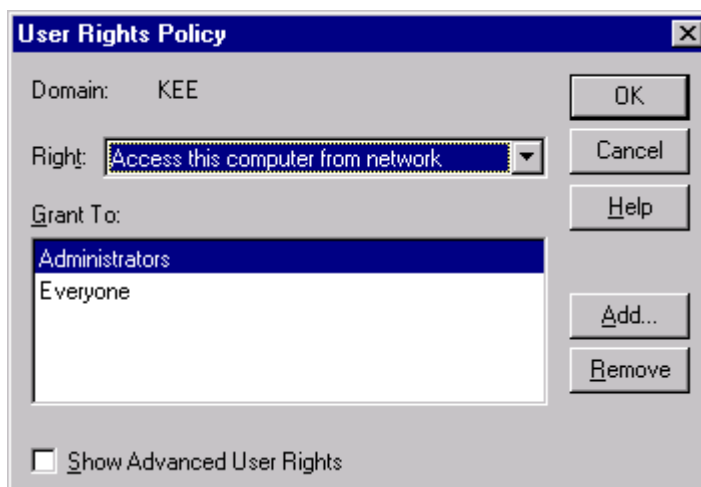 User Rights Policy
Domain: KEE
OK
Right: Access this computer from network
Cancel
Help
Grant To:
Administrators
Everyone
Add...
Remove
Show Advanced User Rights